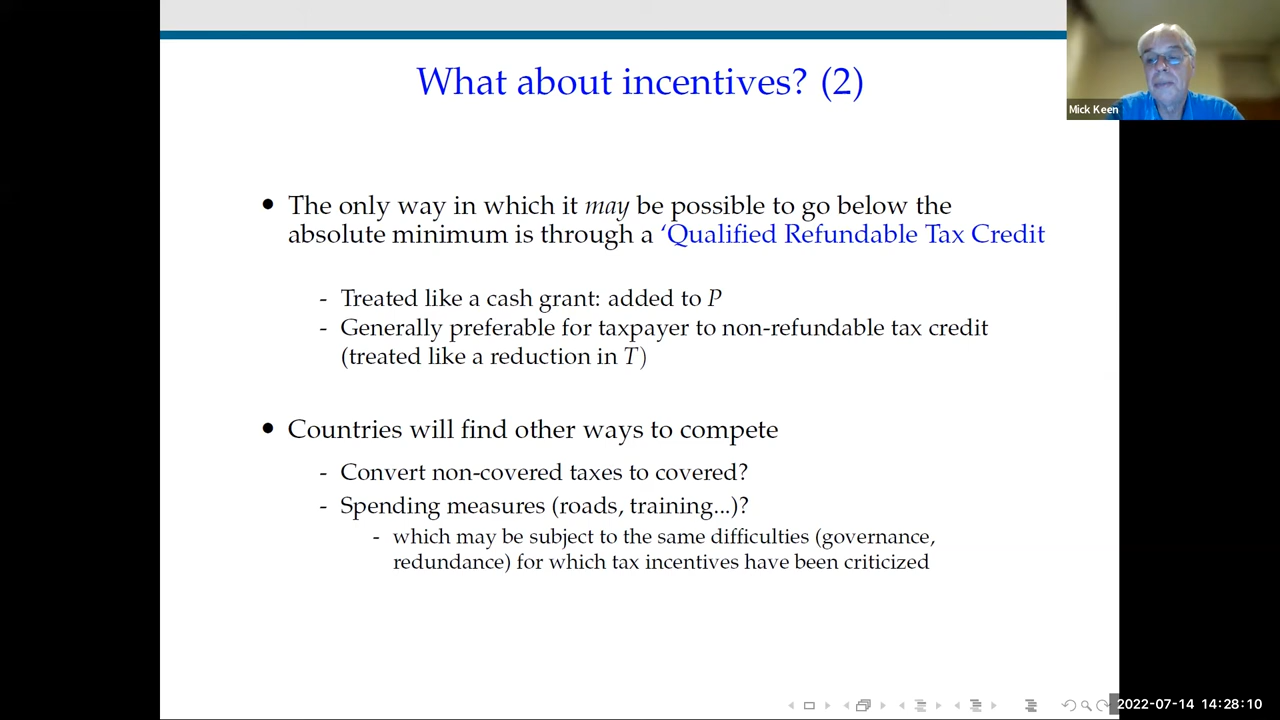 What about incentives? (2)
Mick Keen
• The only way in which it may be possible to go below the
absolute minimum is through a ‘Qualified Refundable Tax Credit
- Treated like a cash grant: added to P
- Generally preferable for taxpayer to non-refundable tax credit
(treated like a reduction in T)
• Countries will find other ways to compete
- Convert non-covered taxes to covered?
- Spending measures (roads, training...)?
- which may be subject to the same difficulties (governance,
redundance) for which tax incentives have been criticized
2022-07-14 14:28:10